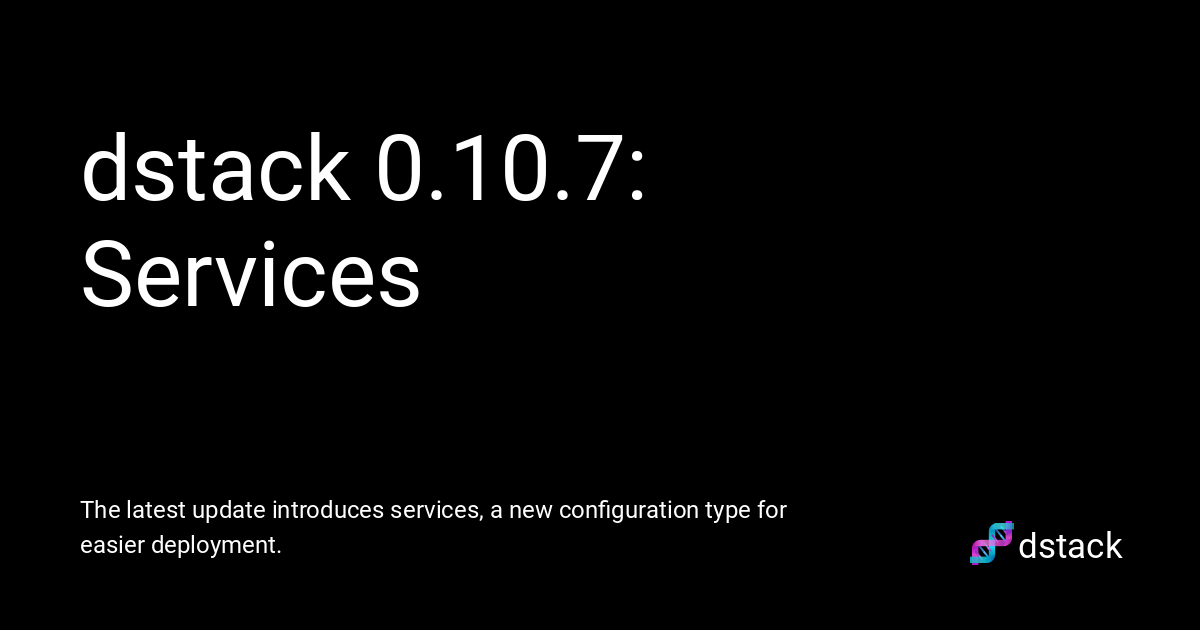 dstack 0.10.7:
Services
The latest update introduces services, a new configuration type for
easier deployment.
dstack